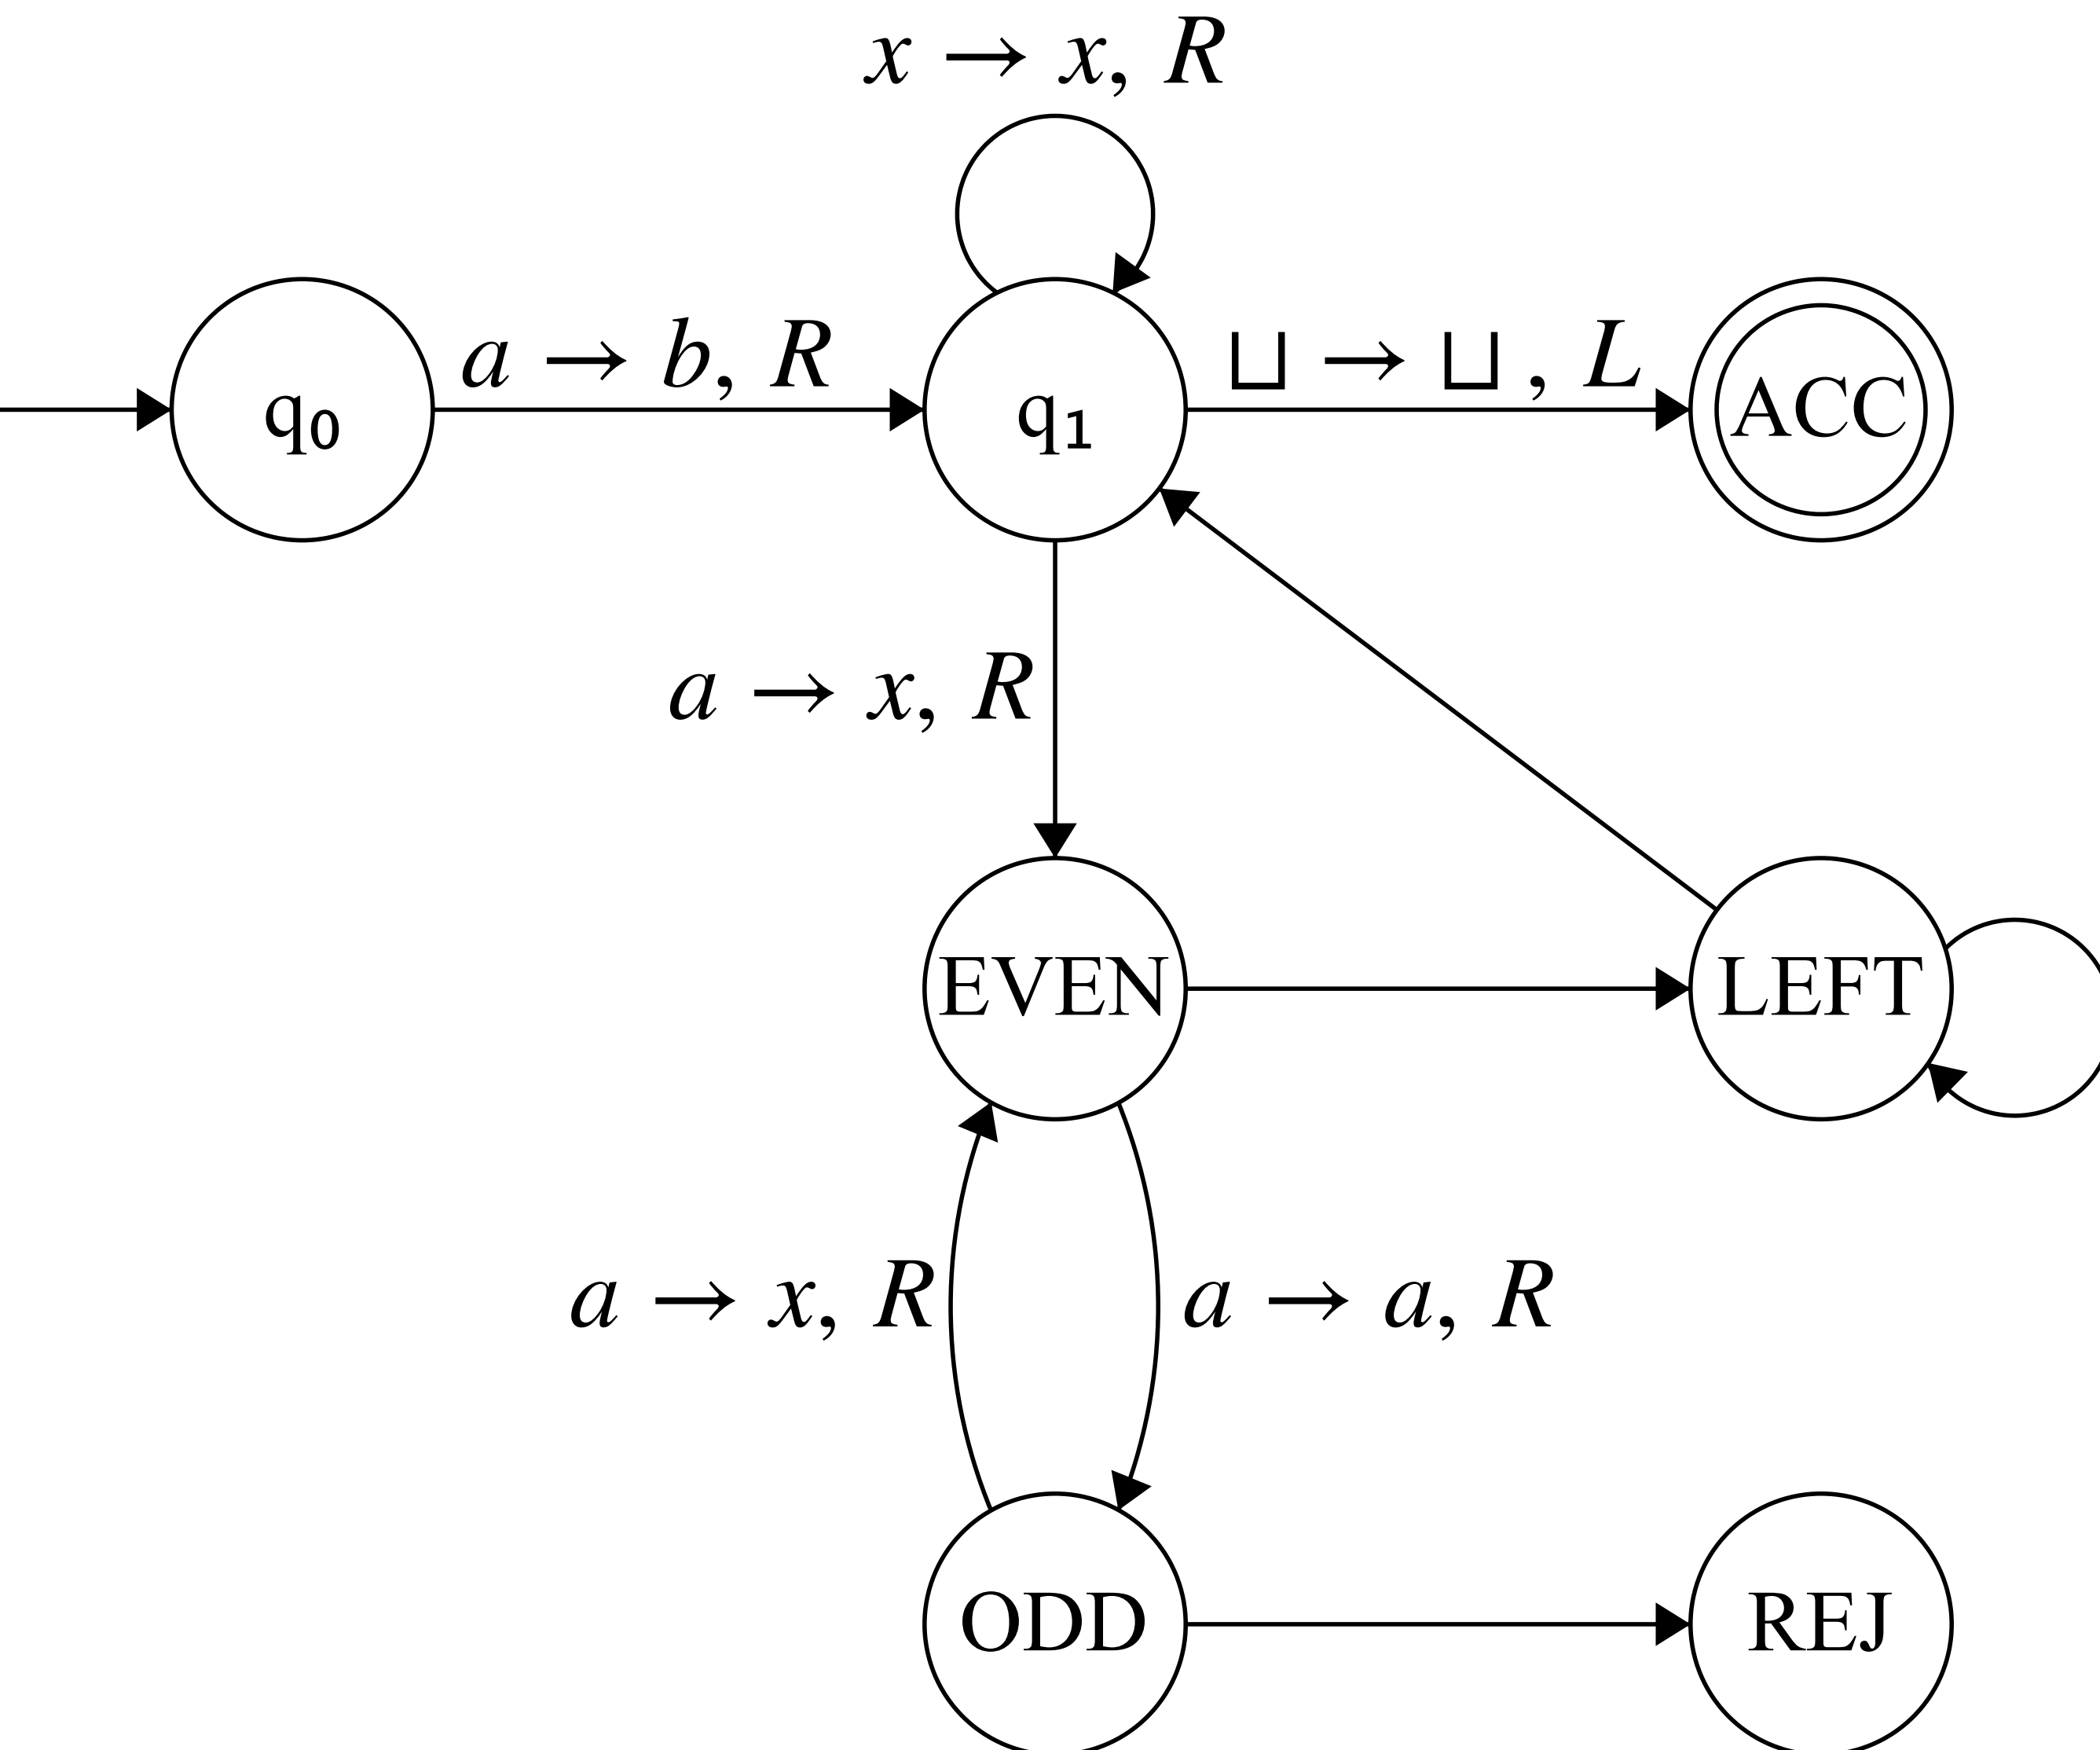 x → x, R
a → b, R
⊔ → ⊔, L
q₀
q₁
ACC
a → x, R
EVEN
LEFT
a → x, R
a → a, R
ODD
REJ